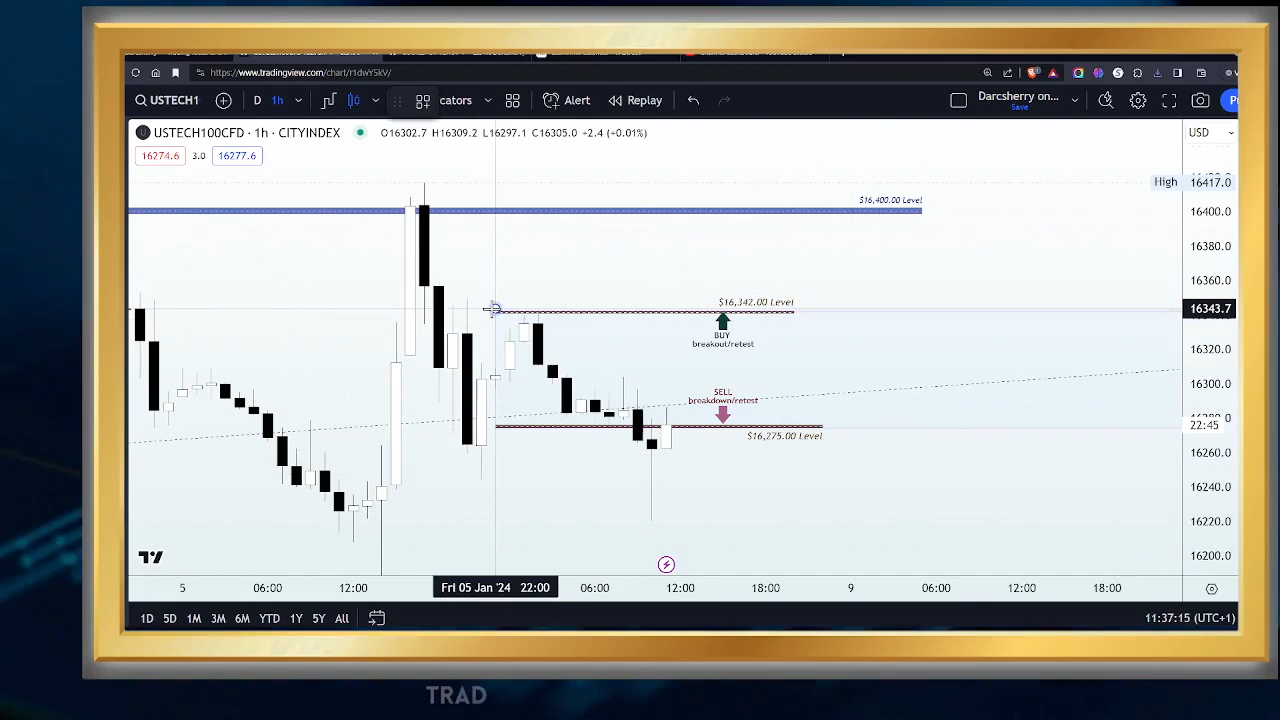 https://www.tradingview.com/chart/r1dwY5kV/
USTECH1
D
1h
cators
Alert
Replay
Darcsherry on...
Save
USTECH100CFD · 1h · CITYINDEX
O16302.7 H16309.2 L16297.1 C16305.0 +2.4 (+0.01%)
USD
16274.6
3.0
16277.6
High 16417.0
$16,400.00 Level
16400.0
16380.0
16360.0
$16,342.00 Level
16343.7
BUY
breakout/retest
16320.0
16300.0
SELL
breakdown/retest
22:45
$16,275.00 Level
16260.0
16240.0
16220.0
16200.0
5
06:00
12:00
Fri 05 Jan '24 22:00
06:00
12:00
18:00
9
06:00
12:00
18:00
1D 5D 1M 3M 6M YTD 1Y 5Y All
11:37:15 (UTC+1)
TRAD